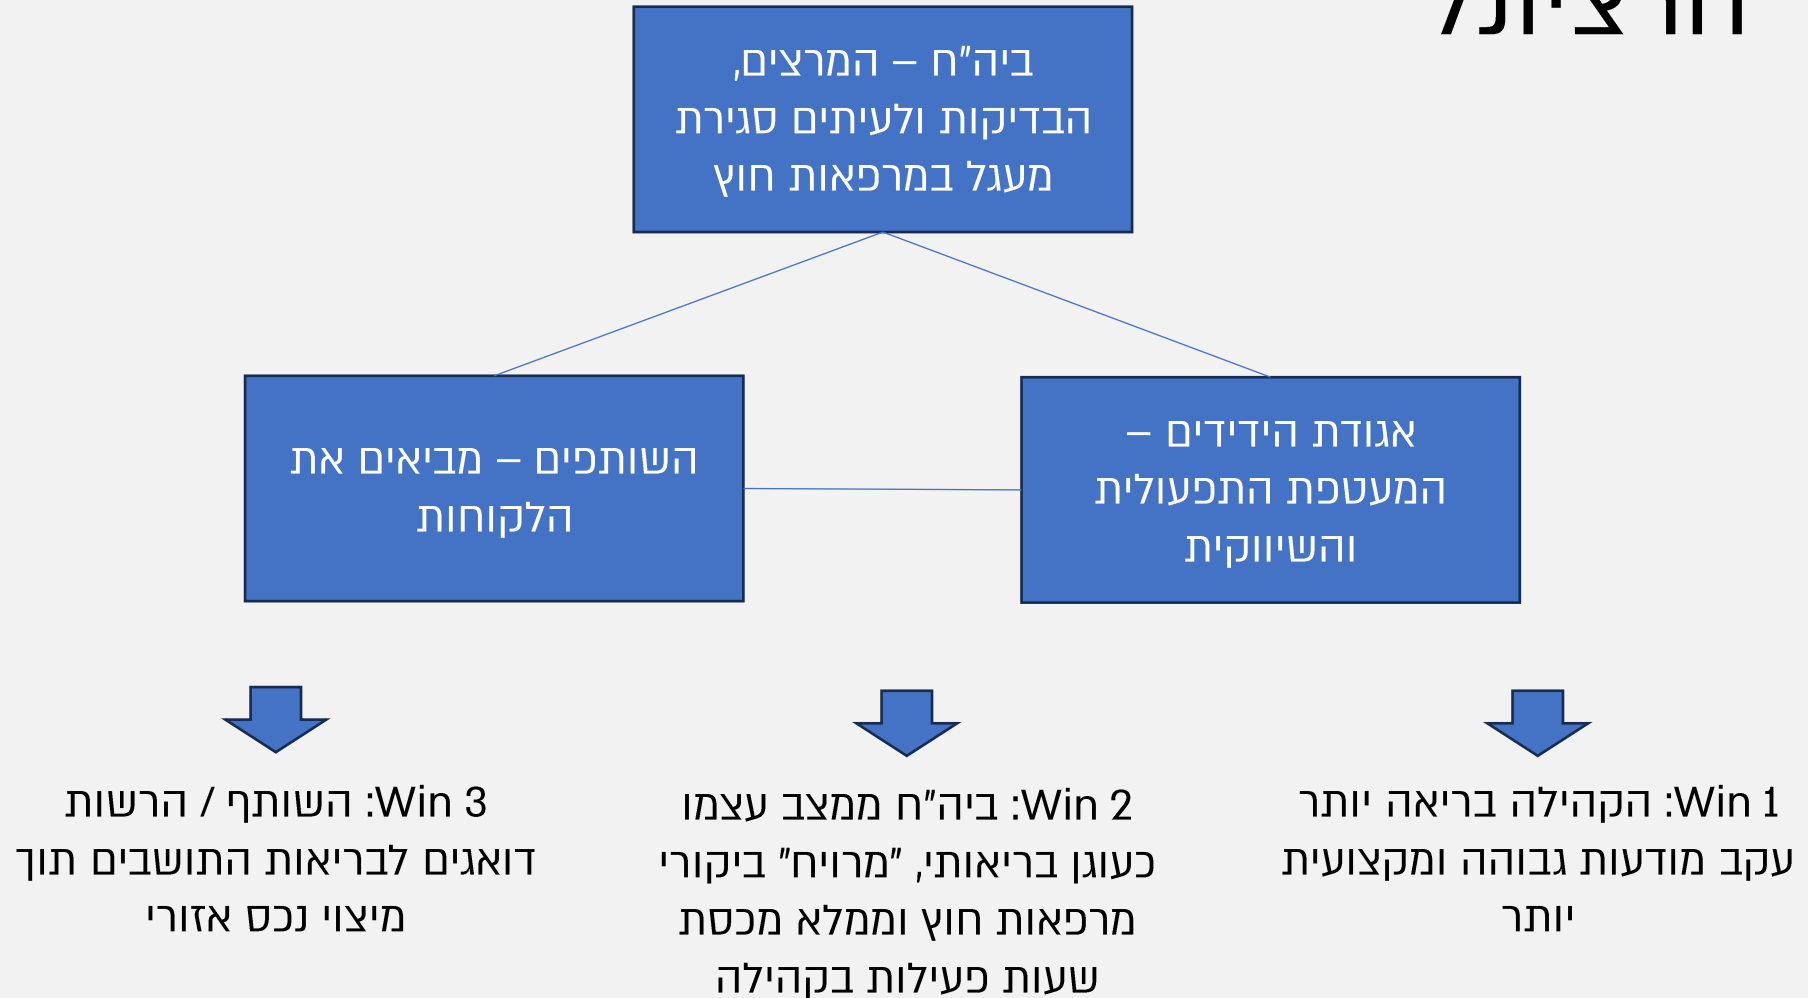 הרציונל
ביה"ח – המרצים,
הבדיקות ולעיתים סגירת
מעגל במרפאות חוץ
אגודת הידידים –
המעטפת התפעולית
והשיווקית
השותפים – מביאים את
הלקוחות
Win 1: הקהילה בריאה יותר
עקב מודעות גבוהה ומקצועית
יותר
Win 2: ביה"ח ממצב עצמו
כעוגן בריאותי, "מרויח" ביקורי
מרפאות חוץ וממלא מכסת
שעות פעילות בקהילה
Win 3: השותף / הרשות
דואגים לבריאות התושבים תוך
מיצוי נכס אזורי